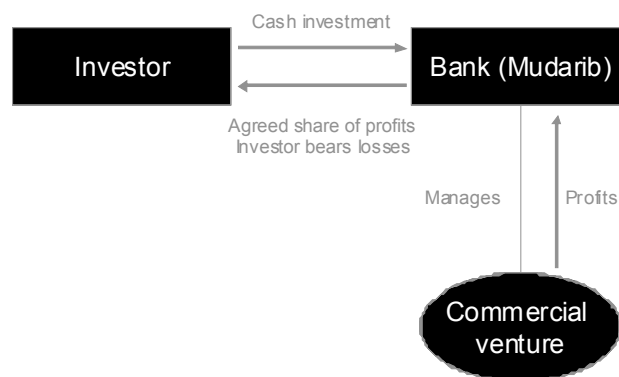 Cash investment
Investor
Bank (Mudarib)
Agreed share of profits
Investor bears losses
Manages
Profits
Commercial
venture